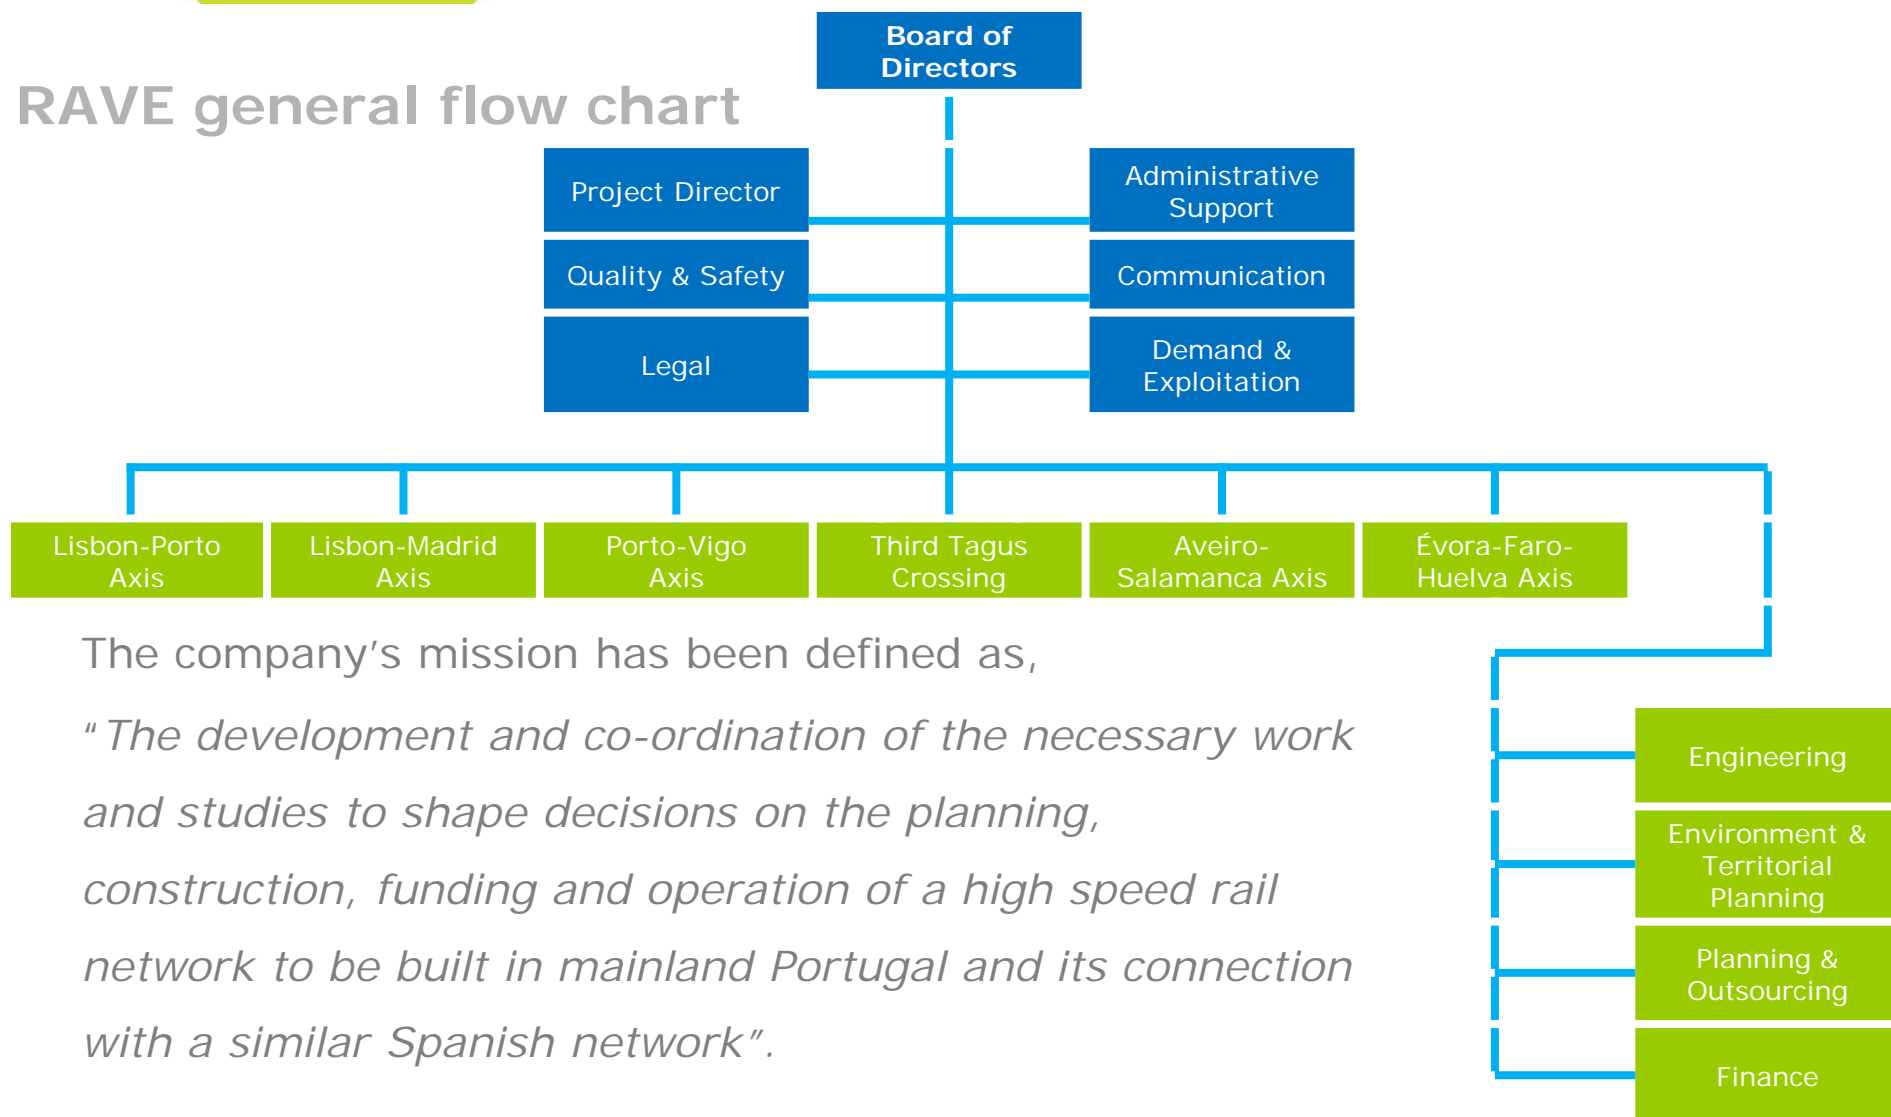 Board of
Directors
RAVE general flow chart
Project Director
Administrative
Support
Quality & Safety
Communication
Legal
Demand &
Exploitation
Lisbon-Porto
Axis
Lisbon-Madrid
Axis
Porto-Vigo
Axis
Third Tagus
Crossing
Aveiro-
Salamanca Axis
Évora-Faro-
Huelva Axis
The company’s mission has been defined as,
“The development and co-ordination of the necessary work
and studies to shape decisions on the planning,
construction, funding and operation of a high speed rail
network to be built in mainland Portugal and its connection
with a similar Spanish network”.
Engineering
Environment &
Territorial
Planning
Planning &
Outsourcing
Finance